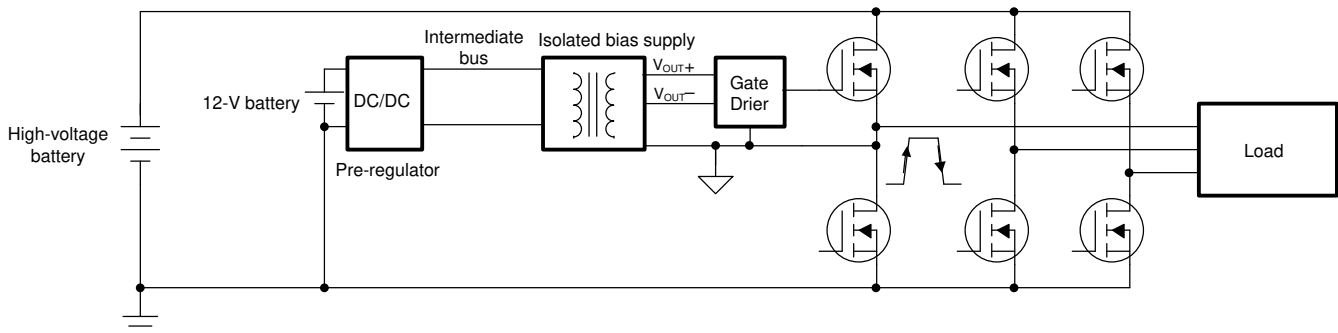 Intermediate
bus
Isolated bias supply
VOUT+
VOUT−
Gate
Drier
DC/DC
12-V battery
High-voltage
battery
Pre-regulator
Load